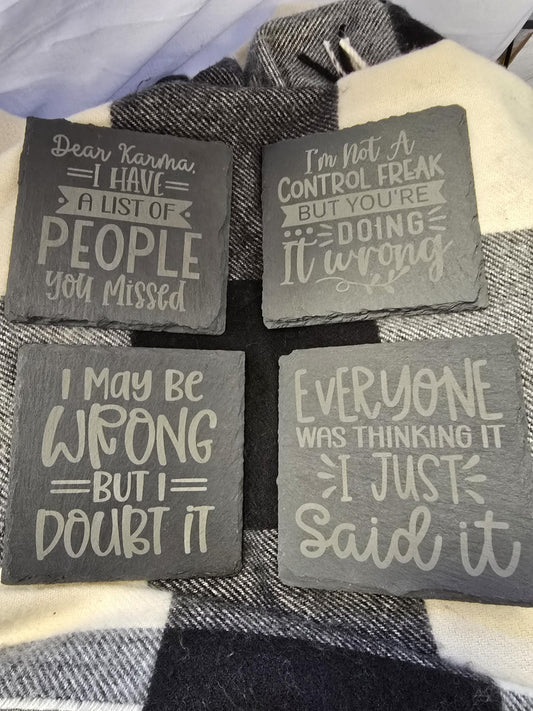 Dear Karma,
I HAVE
A LIST OF
PEOPLE
you Missed
I'm Not A
CONTROL FREAK
BUT YOU'RE
DOING
It wrong
I MAY BE
WRONG
BUT I
DOUBT IT
EVERYONE
WAS THINKING IT
I JUST
Said it